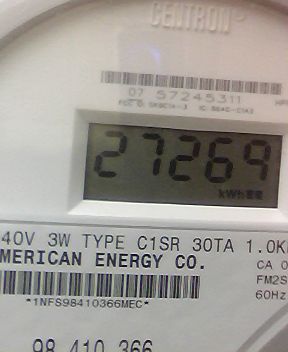 CENTRON®
07 57245311
27269
kWh
40V 3W TYPE C1SR 30TA 1.0K
MERICAN ENERGY CO.
CA 0
FM2S
60Hz
*1NFS98410366MEC*
98 410 366